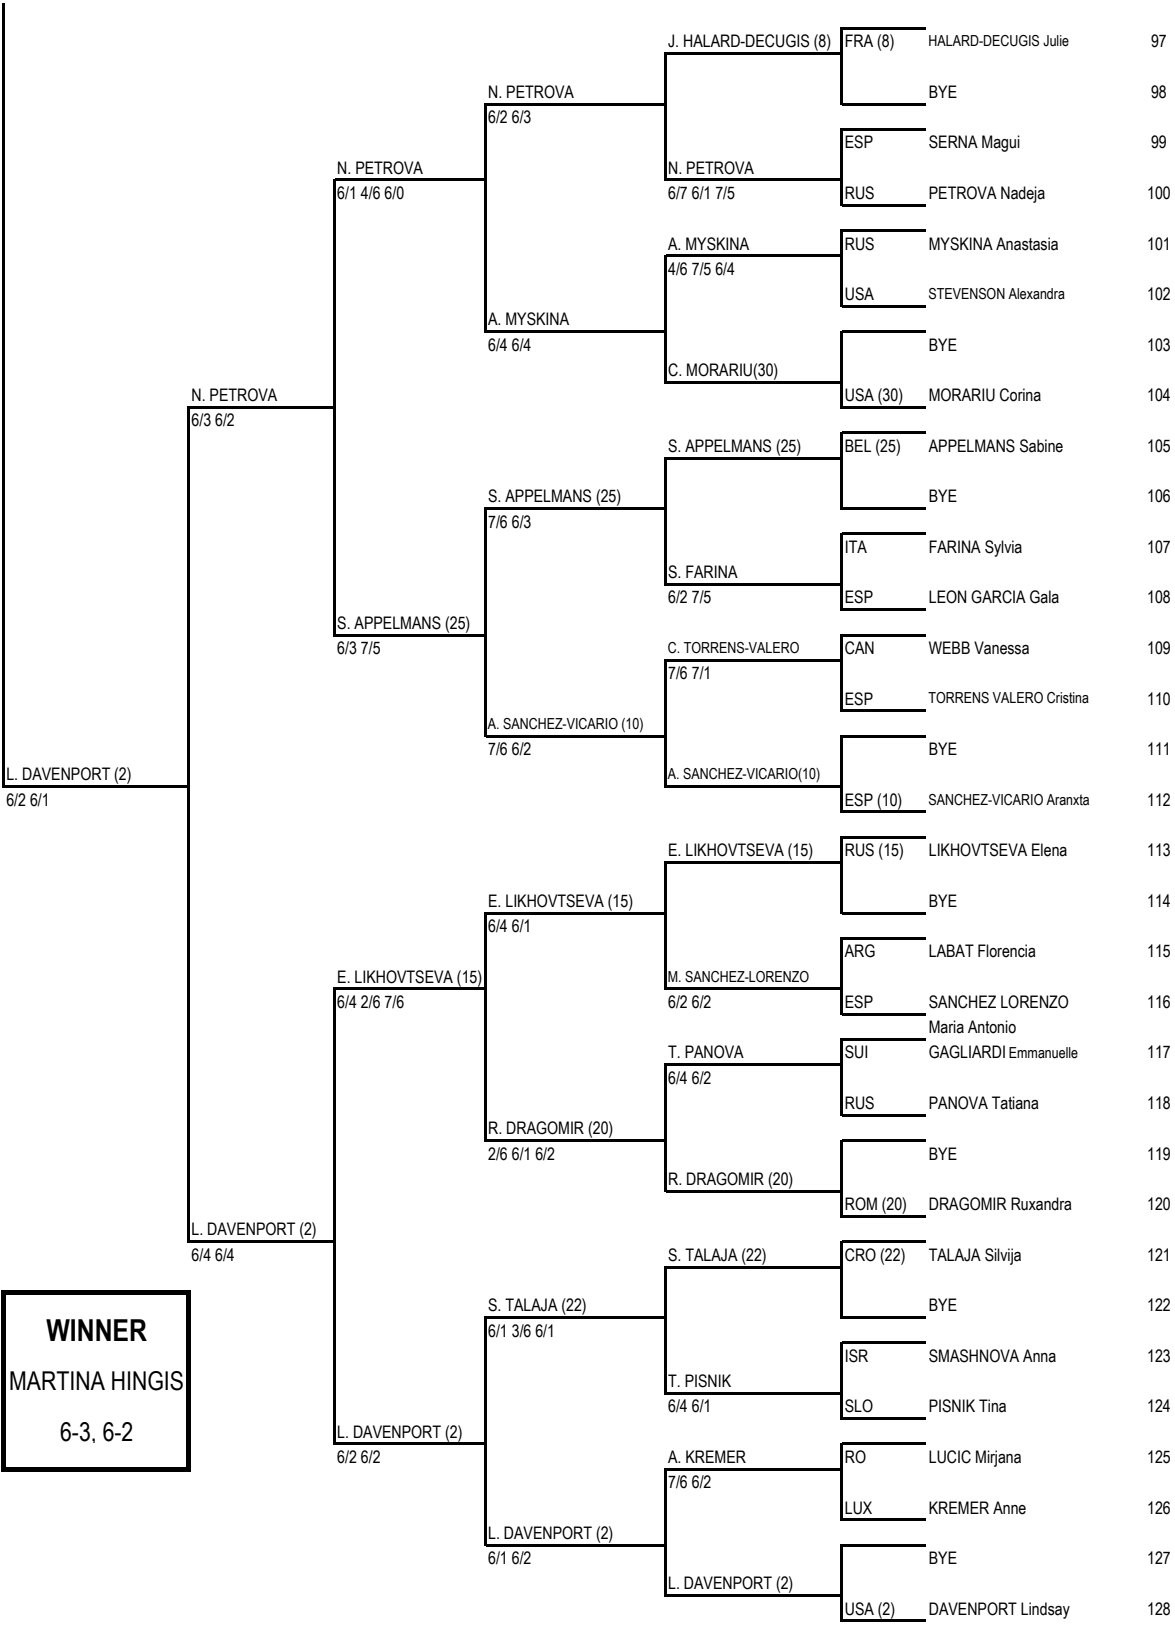 J. HALARD-DECUGIS (8) FRA (8) HALARD-DECUGIS Julie 97
N. PETROVA BYE 98
6/2 6/3
ESP SERNA Magui 99
N. PETROVA N. PETROVA
6/1 4/6 6/0 6/7 6/1 7/5 RUS PETROVA Nadeja 100
A. MYSKINA RUS MYSKINA Anastasia 101
4/6 7/5 6/4
USA STEVENSON Alexandra 102
A. MYSKINA
6/4 6/4 BYE 103
C. MORARIU(30)
N. PETROVA USA (30) MORARIU Corina 104
6/3 6/2
S. APPELMANS (25) BEL (25) APPELMANS Sabine 105
S. APPELMANS (25) BYE 106
7/6 6/3
ITA FARINA Sylvia 107
S. FARINA
6/2 7/5 ESP LEON GARCIA Gala 108
S. APPELMANS (25)
6/3 7/5 C. TORRENS-VALERO CAN WEBB Vanessa 109
7/6 7/1
ESP TORRENS VALERO Cristina 110
A. SANCHEZ-VICARIO (10)
7/6 6/2 BYE 111
L. DAVENPORT (2) A. SANCHEZ-VICARIO(10)
6/2 6/1 ESP (10) SANCHEZ-VICARIO Aranxta 112
E. LIKHOVTSEVA (15) RUS (15) LIKHOVTSEVA Elena 113
E. LIKHOVTSEVA (15) BYE 114
6/4 6/1
ARG LABAT Florencia 115
E. LIKHOVTSEVA (15) M. SANCHEZ-LORENZO
6/4 2/6 7/6 6/2 6/2 ESP SANCHEZ LORENZO 116
Maria Antonio
T. PANOVA SUI GAGLIARDI Emmanuelle 117
6/4 6/2
RUS PANOVA Tatiana 118
R. DRAGOMIR (20)
2/6 6/1 6/2 BYE 119
R. DRAGOMIR (20)
ROM (20) DRAGOMIR Ruxandra 120
L. DAVENPORT (2)
6/4 6/4 S. TALAJA (22) CRO (22) TALAJA Silvija 121
S. TALAJA (22) BYE 122
6/1 3/6 6/1
WINNER
ISR SMASHNOVA Anna 123
MARTINA HINGIS T. PISNIK
6/4 6/1 SLO PISNIK Tina 124
6-3, 6-2
L. DAVENPORT (2)
6/2 6/2 A. KREMER RO LUCIC Mirjana 125
7/6 6/2
LUX KREMER Anne 126
L. DAVENPORT (2)
6/1 6/2 BYE 127
L. DAVENPORT (2)
USA (2) DAVENPORT Lindsay 128